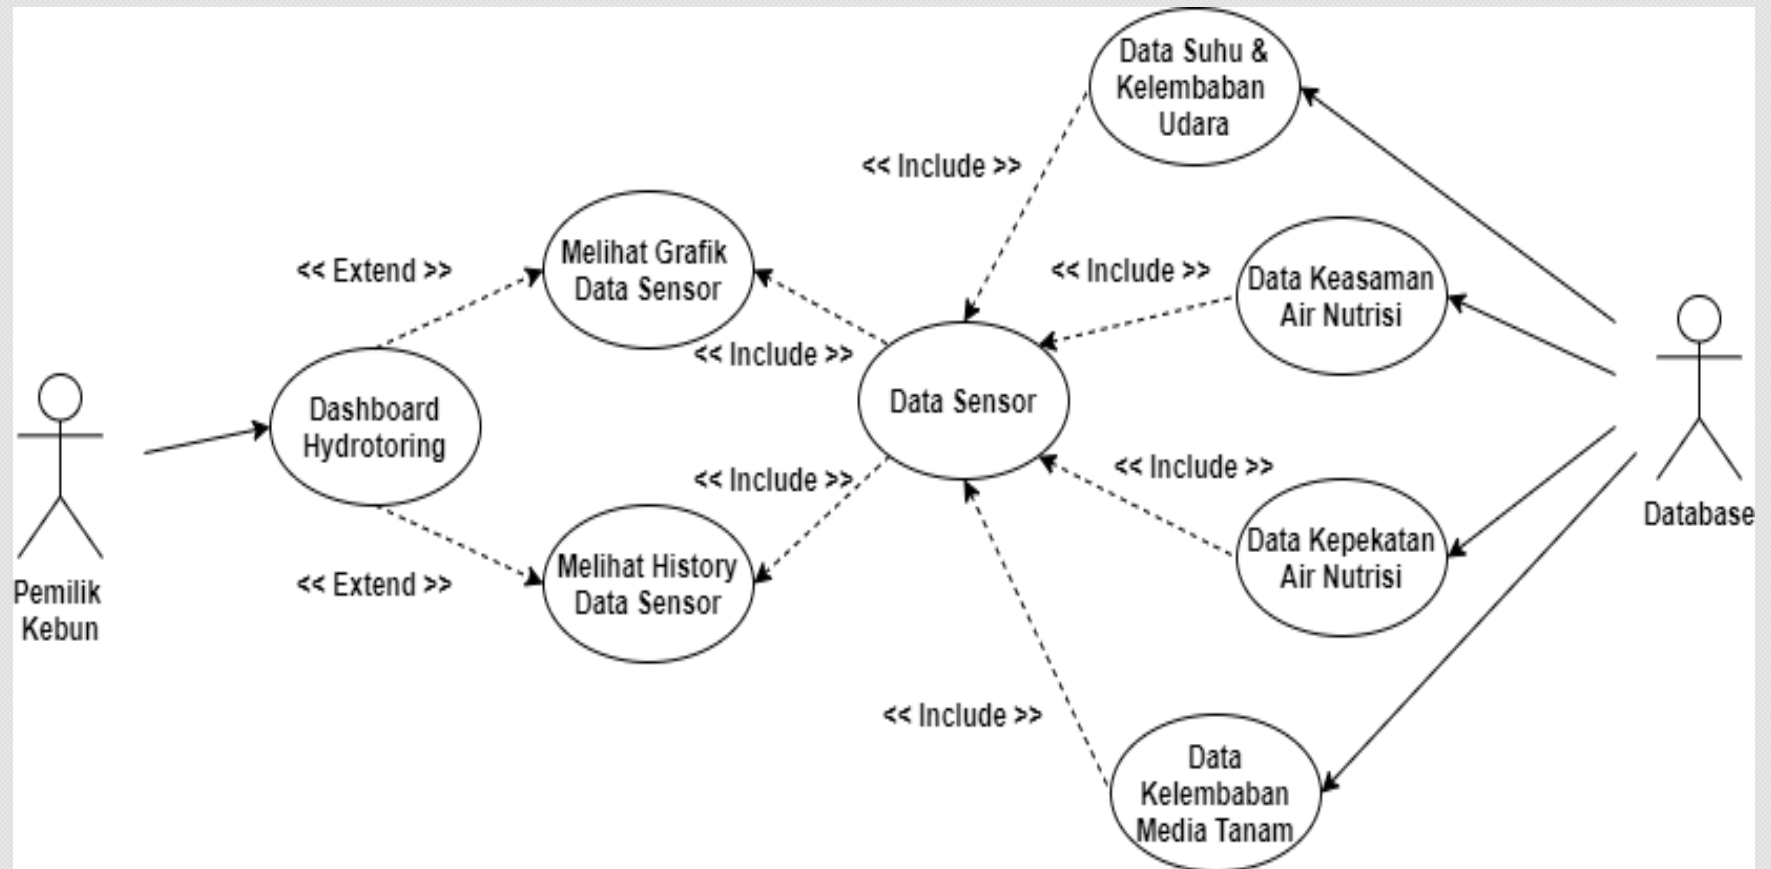 Data Suhu &
Kelembaban
Udara
<< Include >>
Melihat Grafik
Data Sensor
<< Extend >>
<< Include >>
Data Keasaman
Air Nutrisi
<< Include >>
Dashboard
Hydrotoring
Data Sensor
<< Include >>
<< Include >>
Database
Melihat History
Data Sensor
<< Extend >>
Data Kepekatan
Air Nutrisi
Pemilik
Kebun
<< Include >>
Data
Kelembaban
Media Tanam